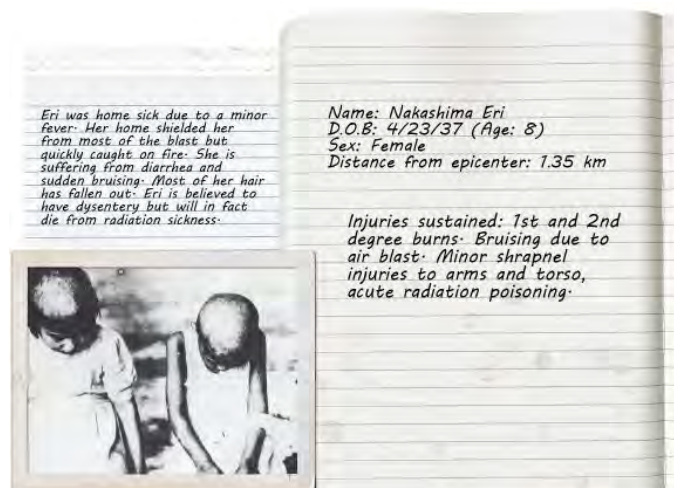 Eri was home sick due to a minor
fever. Her home shielded her
from most of the blast but
quickly caught on fire. She is
suffering from diarrhea and
sudden bruising. Most of her hair
has fallen out. Eri is believed to
have dysentery but will in fact
die from radiation sickness.
Name: Nakashima Eri
D.O.B: 4/23/37 (Age: 8)
Sex: Female
Distance from epicenter: 1.35 km
Injuries sustained: 1st and 2nd
degree burns. Bruising due to
air blast. Minor shrapnel
injuries to arms and torso,
acute radiation poisoning.